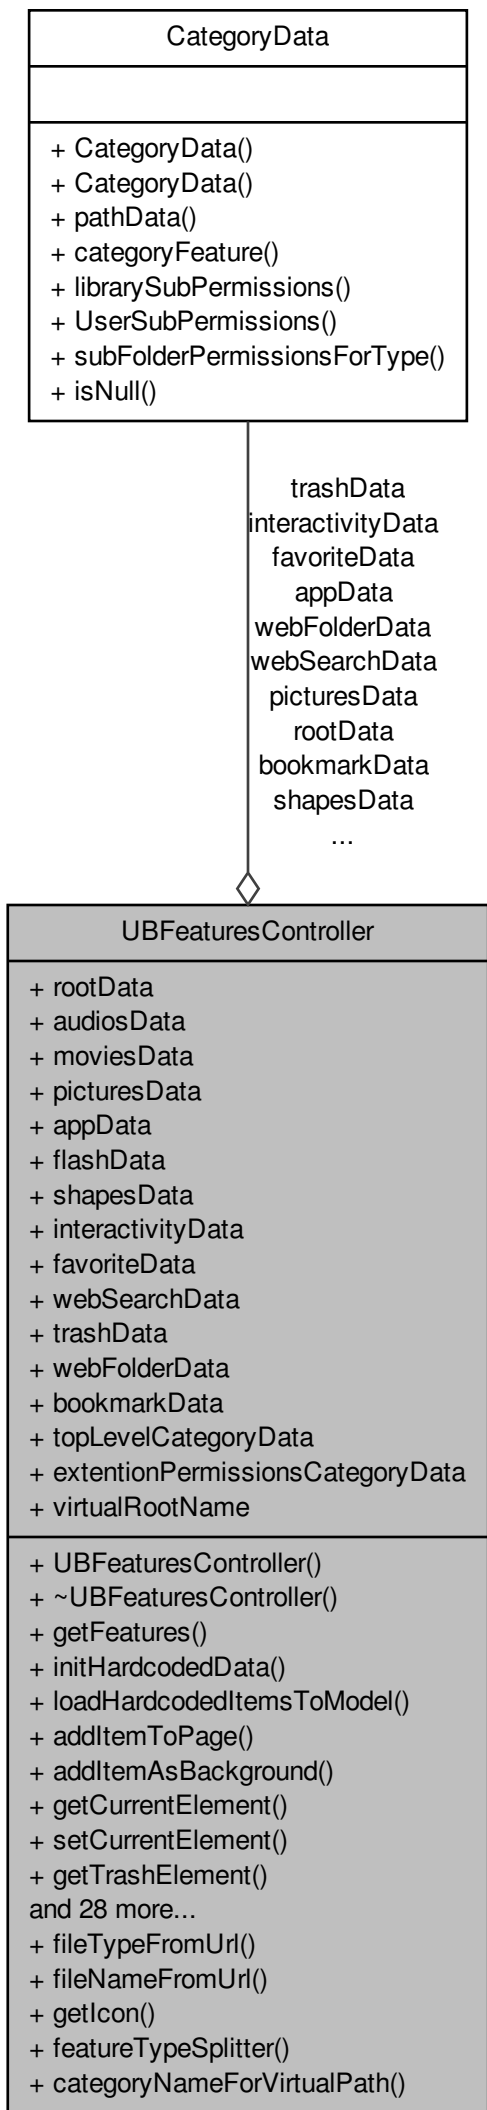 CategoryData
+ CategoryData()
+ CategoryData()
+ pathData()
+ categoryFeature()
+ librarySubPermissions()
+ UserSubPermissions()
+ subFolderPermissionsForType()
+ isNull()
trashData
interactivityData
favoriteData
appData
webFolderData
webSearchData
picturesData
rootData
bookmarkData
shapesData
...
UBFeaturesController
+ rootData
+ audiosData
+ moviesData
+ picturesData
+ appData
+ flashData
+ shapesData
+ interactivityData
+ favoriteData
+ webSearchData
+ trashData
+ webFolderData
+ bookmarkData
+ topLevelCategoryData
+ extentionPermissionsCategoryData
+ virtualRootName
+ UBFeaturesController()
+ ~UBFeaturesController()
+ getFeatures()
+ initHardcodedData()
+ loadHardcodedItemsToModel()
+ addItemToPage()
+ addItemAsBackground()
+ getCurrentElement()
+ setCurrentElement()
+ getTrashElement()
and 28 more...
+ fileTypeFromUrl()
+ fileNameFromUrl()
+ getIcon()
+ featureTypeSplitter()
+ categoryNameForVirtualPath()